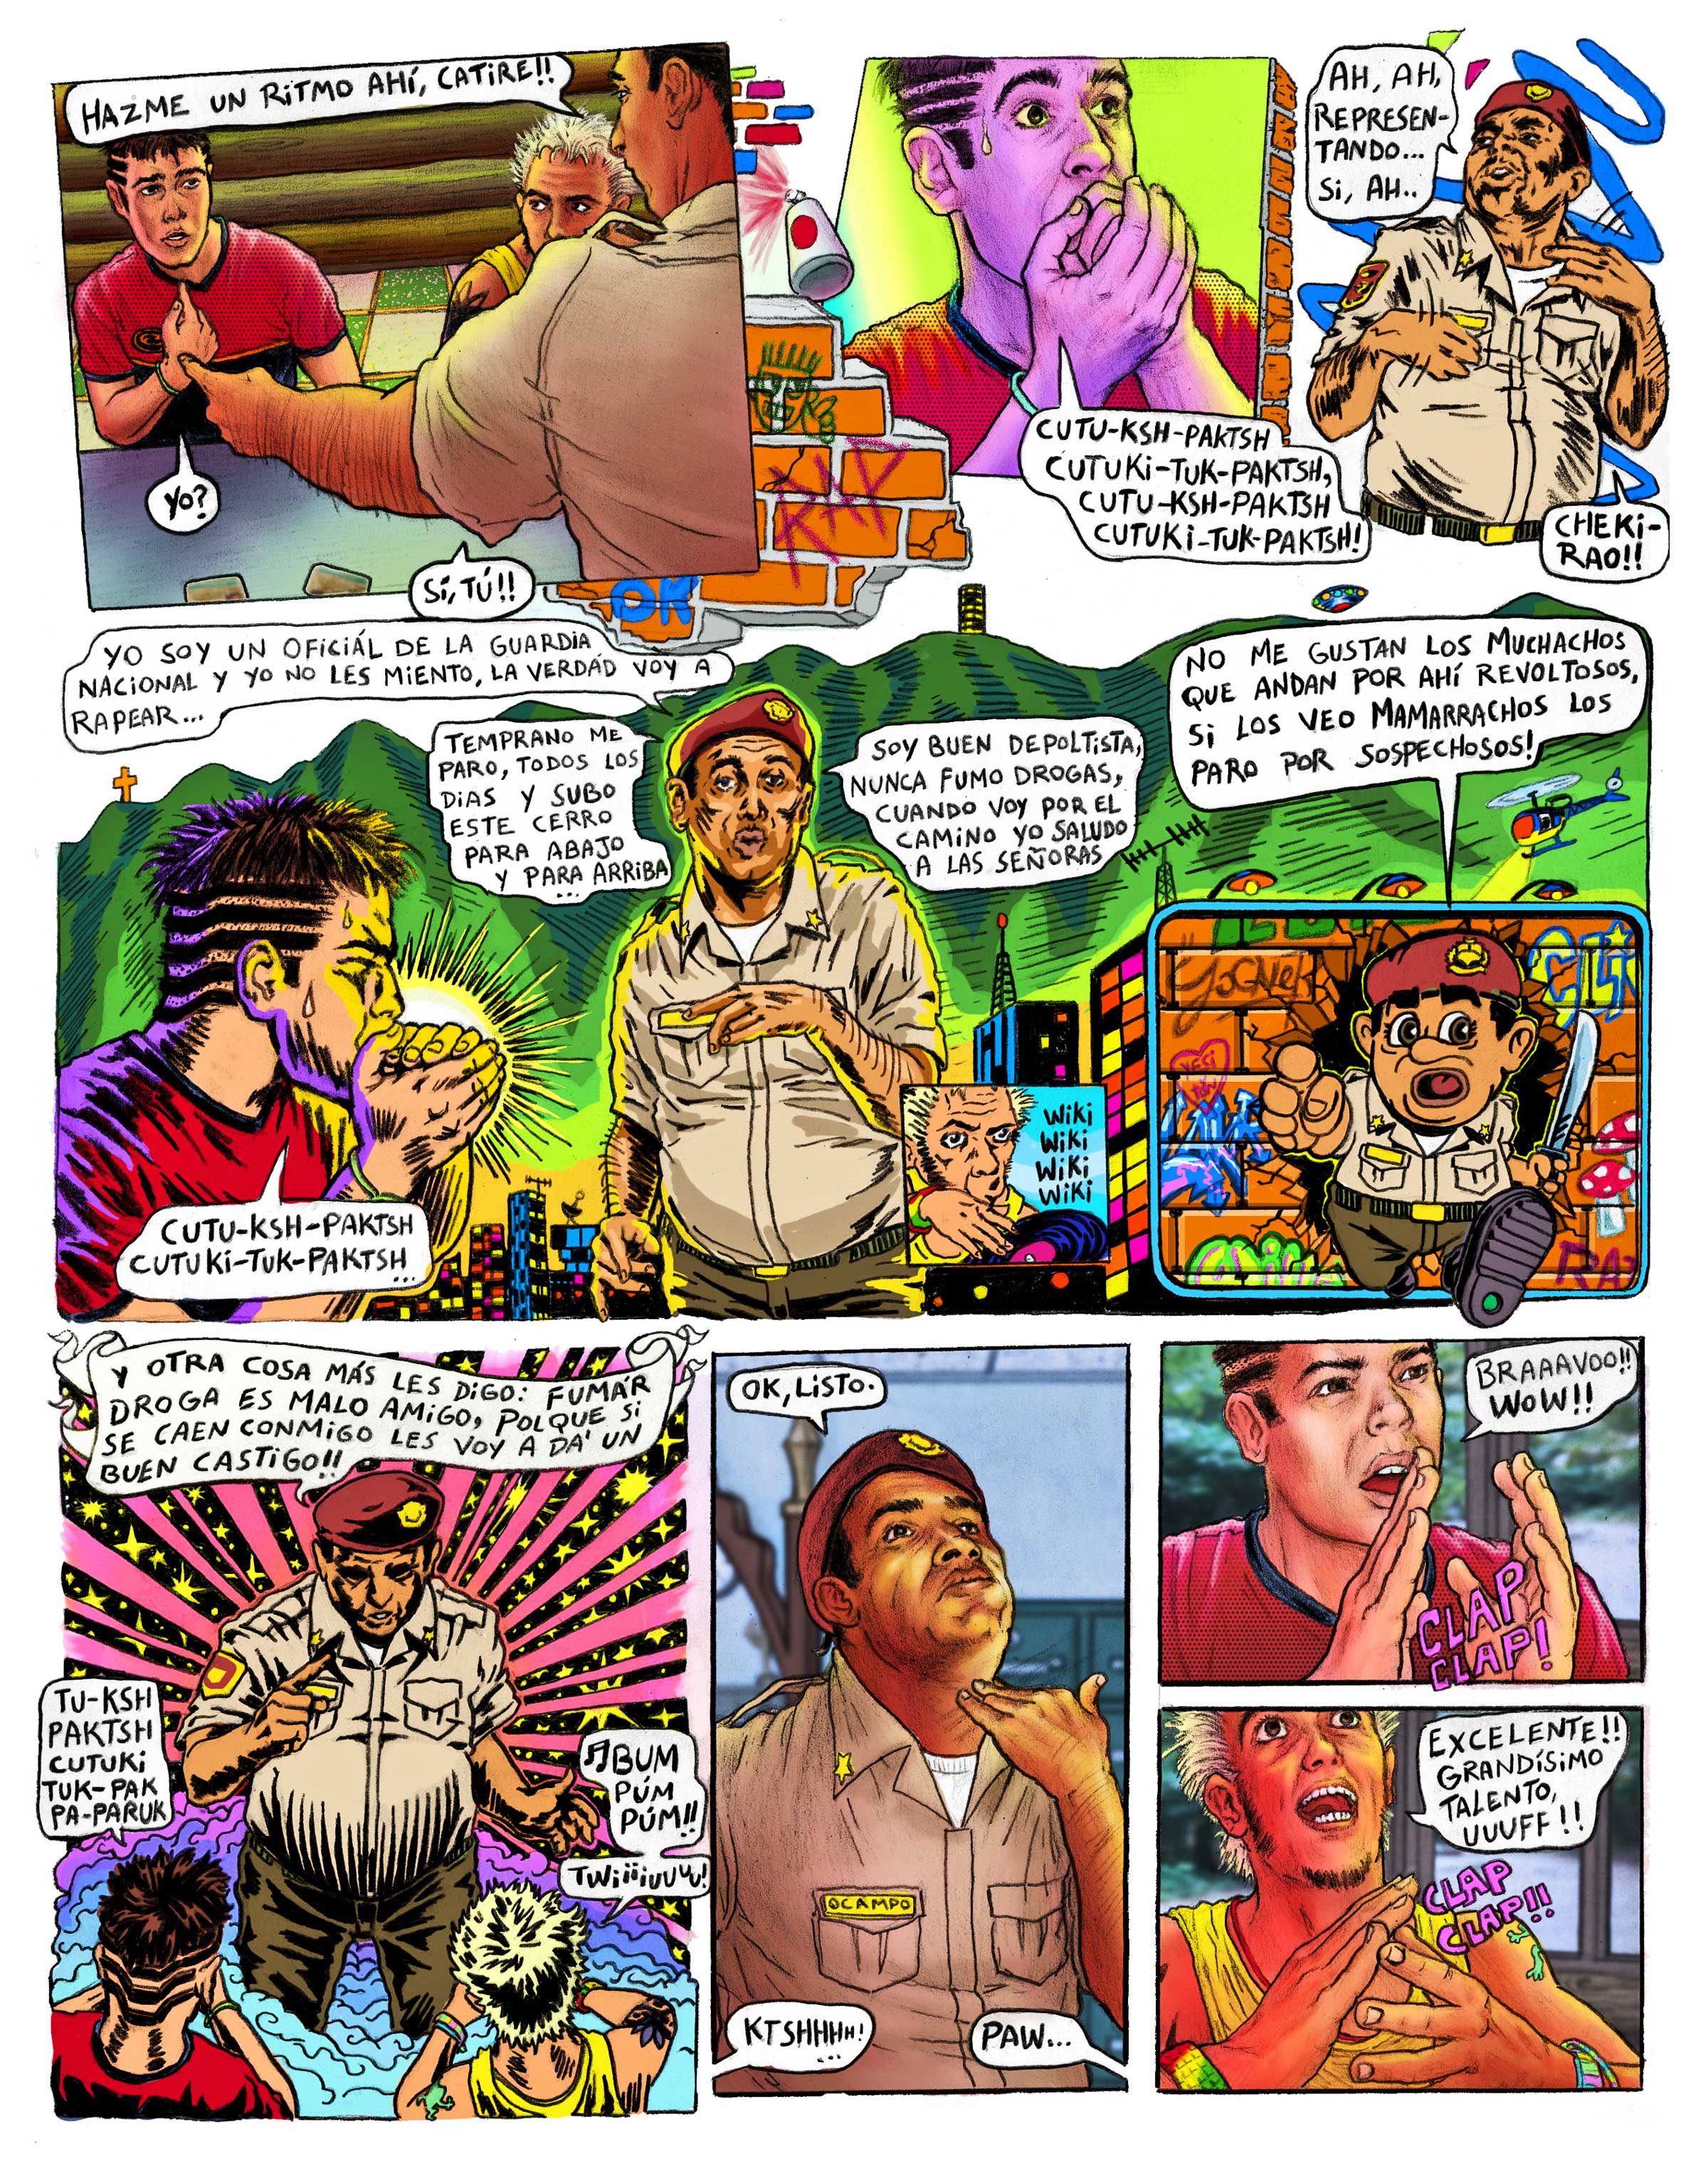 HAZME UN RITMO AHÍ, CATIRE!!
YO?
SÍ, TÚ!!
RAP
OK
CUTU-KSH-PAKTSH
CUTUKI-TUK-PAKTSH,
CUTU-KSH-PAKTSH
CUTUKI-TUK-PAKTSH!
AH, AH,
REPRESEN-
TANDO...
SI, AH..
CHEKI-
RAO!!
YO SOY UN OFICIÁL DE LA GUARDIA
NACIONAL Y YO NO LES MIENTO, LA VERDAD VOY A
RAPEAR...
TEMPRANO ME
PARO, TODOS LOS
DIAS Y SUBO
ESTE CERRO
PARA ABAJO
Y PARA ARRIBA
...
SOY BUEN DEPOLTISTA,
NUNCA FUMO DROGAS,
CUANDO VOY POR EL
CAMINO YO SALUDO
A LAS SEÑORAS
NO ME GUSTAN LOS MUCHACHOS
QUE ANDAN POR AHÍ REVOLTOSOS,
SI LOS VEO MAMARRACHOS LOS
PARO POR SOSPECHOSOS!
CUTU-KSH-PAKTSH
CUTUKI-TUK-PAKTSH...
WIKI
WIKI
WIKI
WIKI
Y OTRA COSA MÁS LES DIGO: FUMÁR
DROGA ES MALO AMIGO, POLQUE SI
SE CAEN CONMIGO LES VOY A DA' UN
BUEN CASTIGO!!
TU-KSH
PAKTSH
CUTUKI
TUK-PAK
PA-PARUK
BUM
PÚM
PÚM!!
TWiiiiuuuu!
OK, LISTO.
OCAMPO
KTSHHHH!
...
PAW...
BRAAAVOO!!
WOW!!
CLAP
CLAP!
EXCELENTE!!
GRANDÍSIMO
TALENTO,
UUUFF!!
CLAP
CLAP!!